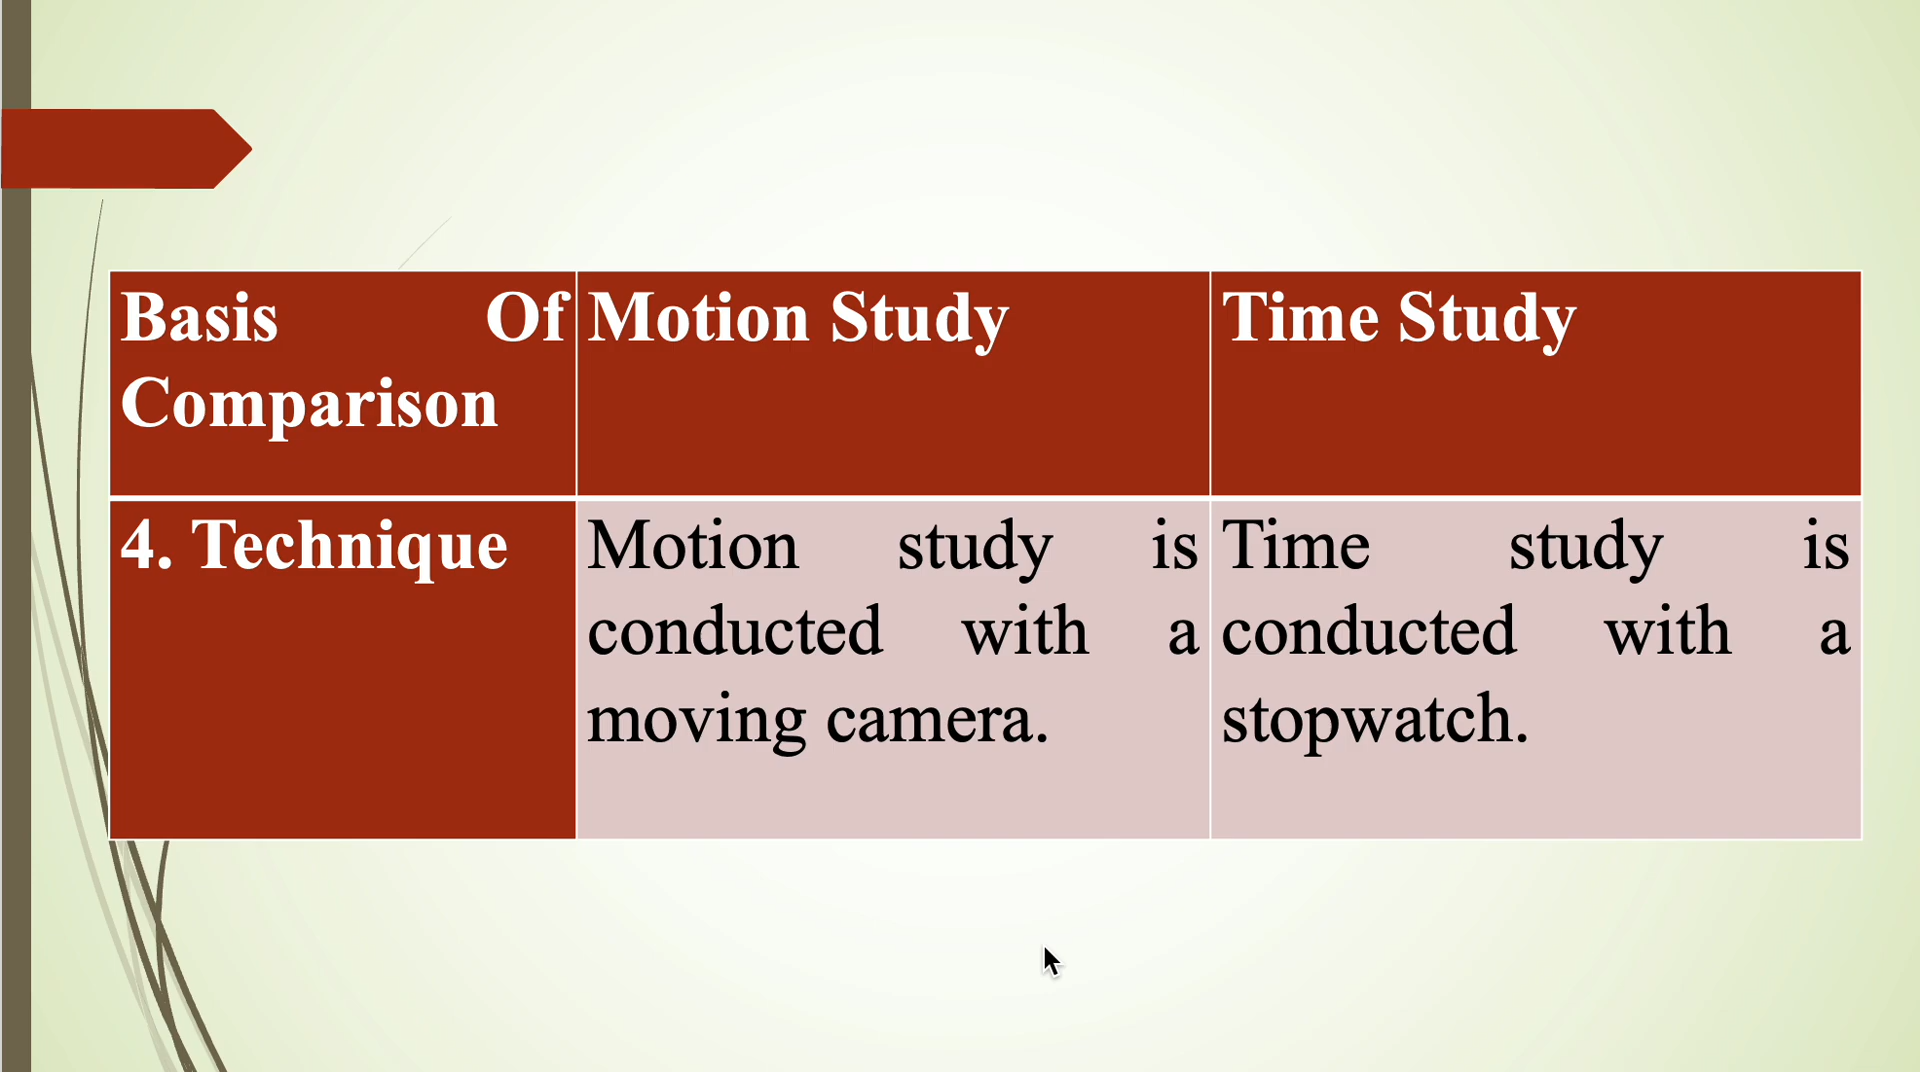 Basis Of
Comparison
Motion Study
Time Study
4. Technique
Motion study is
conducted with a
moving camera.
Time study is
conducted with a
stopwatch.